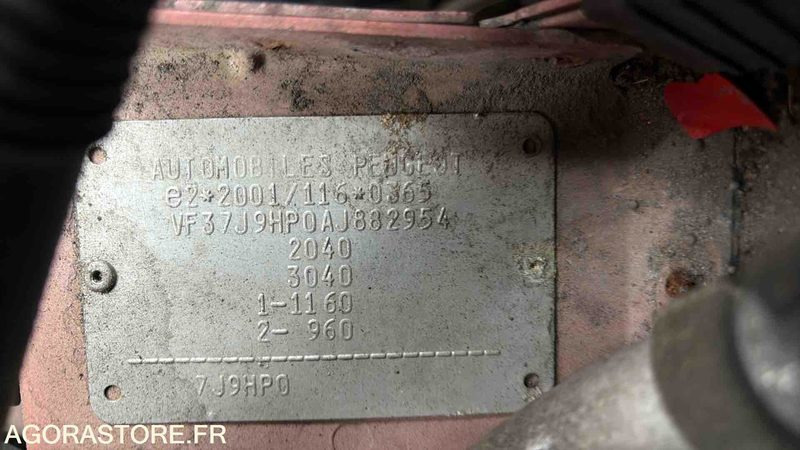 AUTOMOBILES PEUGEOT
e2*2001/116*0365
VF37J9HP0AJ882954
2040
3040
1-1160
2- 960
-----------------------------
7J9HP0
AGORASTORE.FR